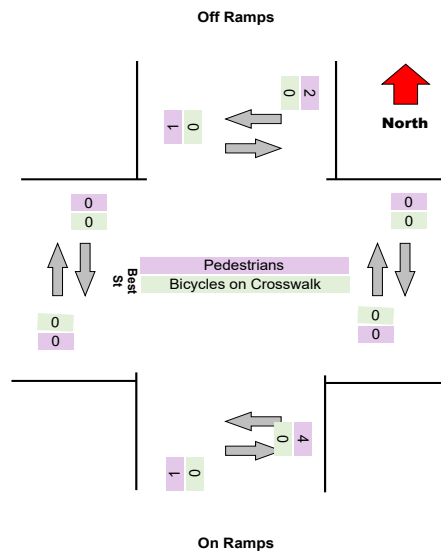 Off Ramps
0 2
1 0
North
0
0
0
0
Pedestrians
Bicycles on Crosswalk
Best
St
0
0
0
0
0 4
1 0
On Ramps